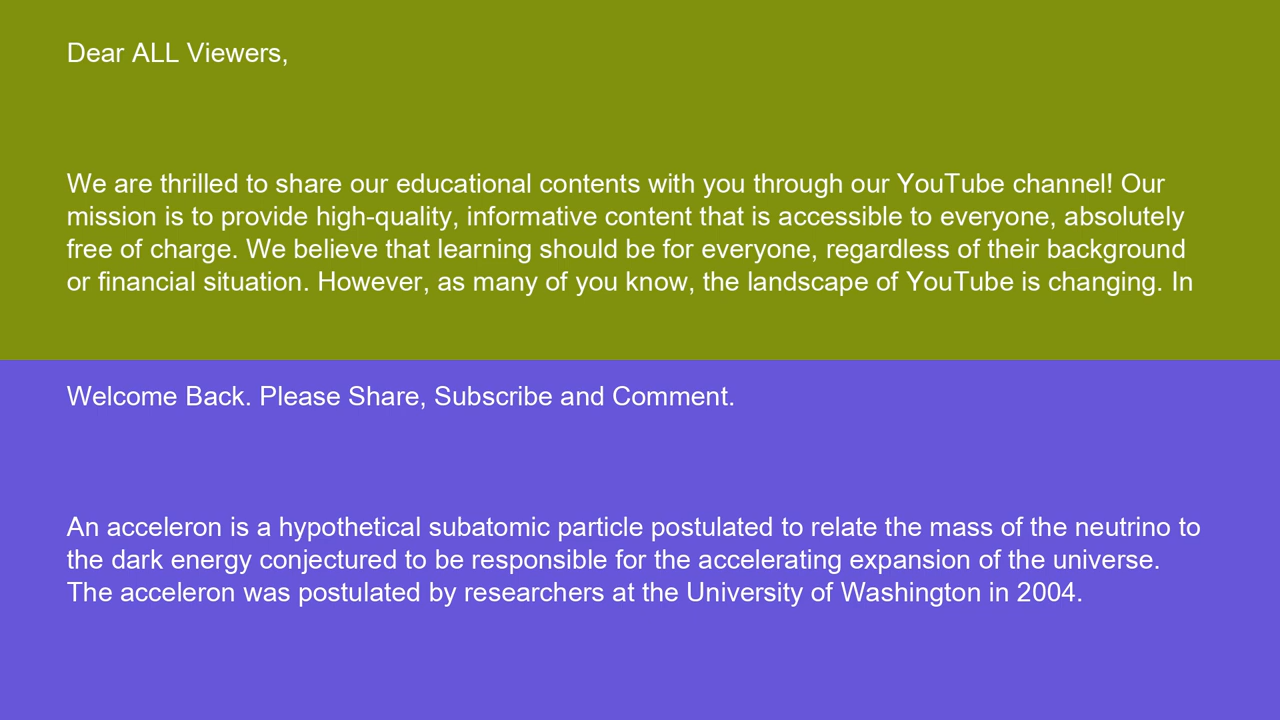 Dear ALL Viewers,
We are thrilled to share our educational contents with you through our YouTube channel! Our
mission is to provide high-quality, informative content that is accessible to everyone, absolutely
free of charge. We believe that learning should be for everyone, regardless of their background
or financial situation. However, as many of you know, the landscape of YouTube is changing. In
Welcome Back. Please Share, Subscribe and Comment.
An acceleron is a hypothetical subatomic particle postulated to relate the mass of the neutrino to
the dark energy conjectured to be responsible for the accelerating expansion of the universe.
The acceleron was postulated by researchers at the University of Washington in 2004.